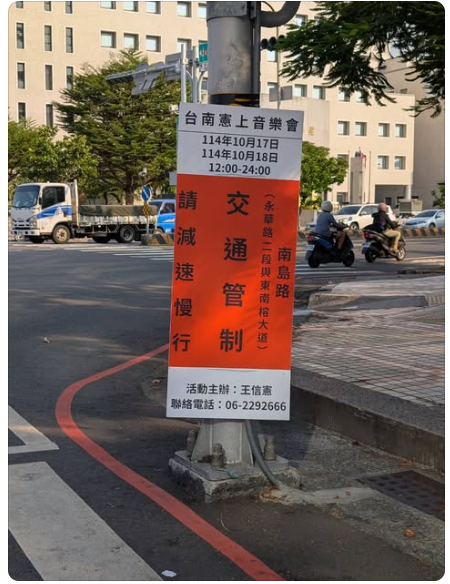 台南憲上音樂會
114年10月17日
114年10月18日
12:00-24:00
南島路
（永華路二段與東南榕大道）
交通管制
請減速慢行
活動主辦：王信憲
聯絡電話：06-2292666